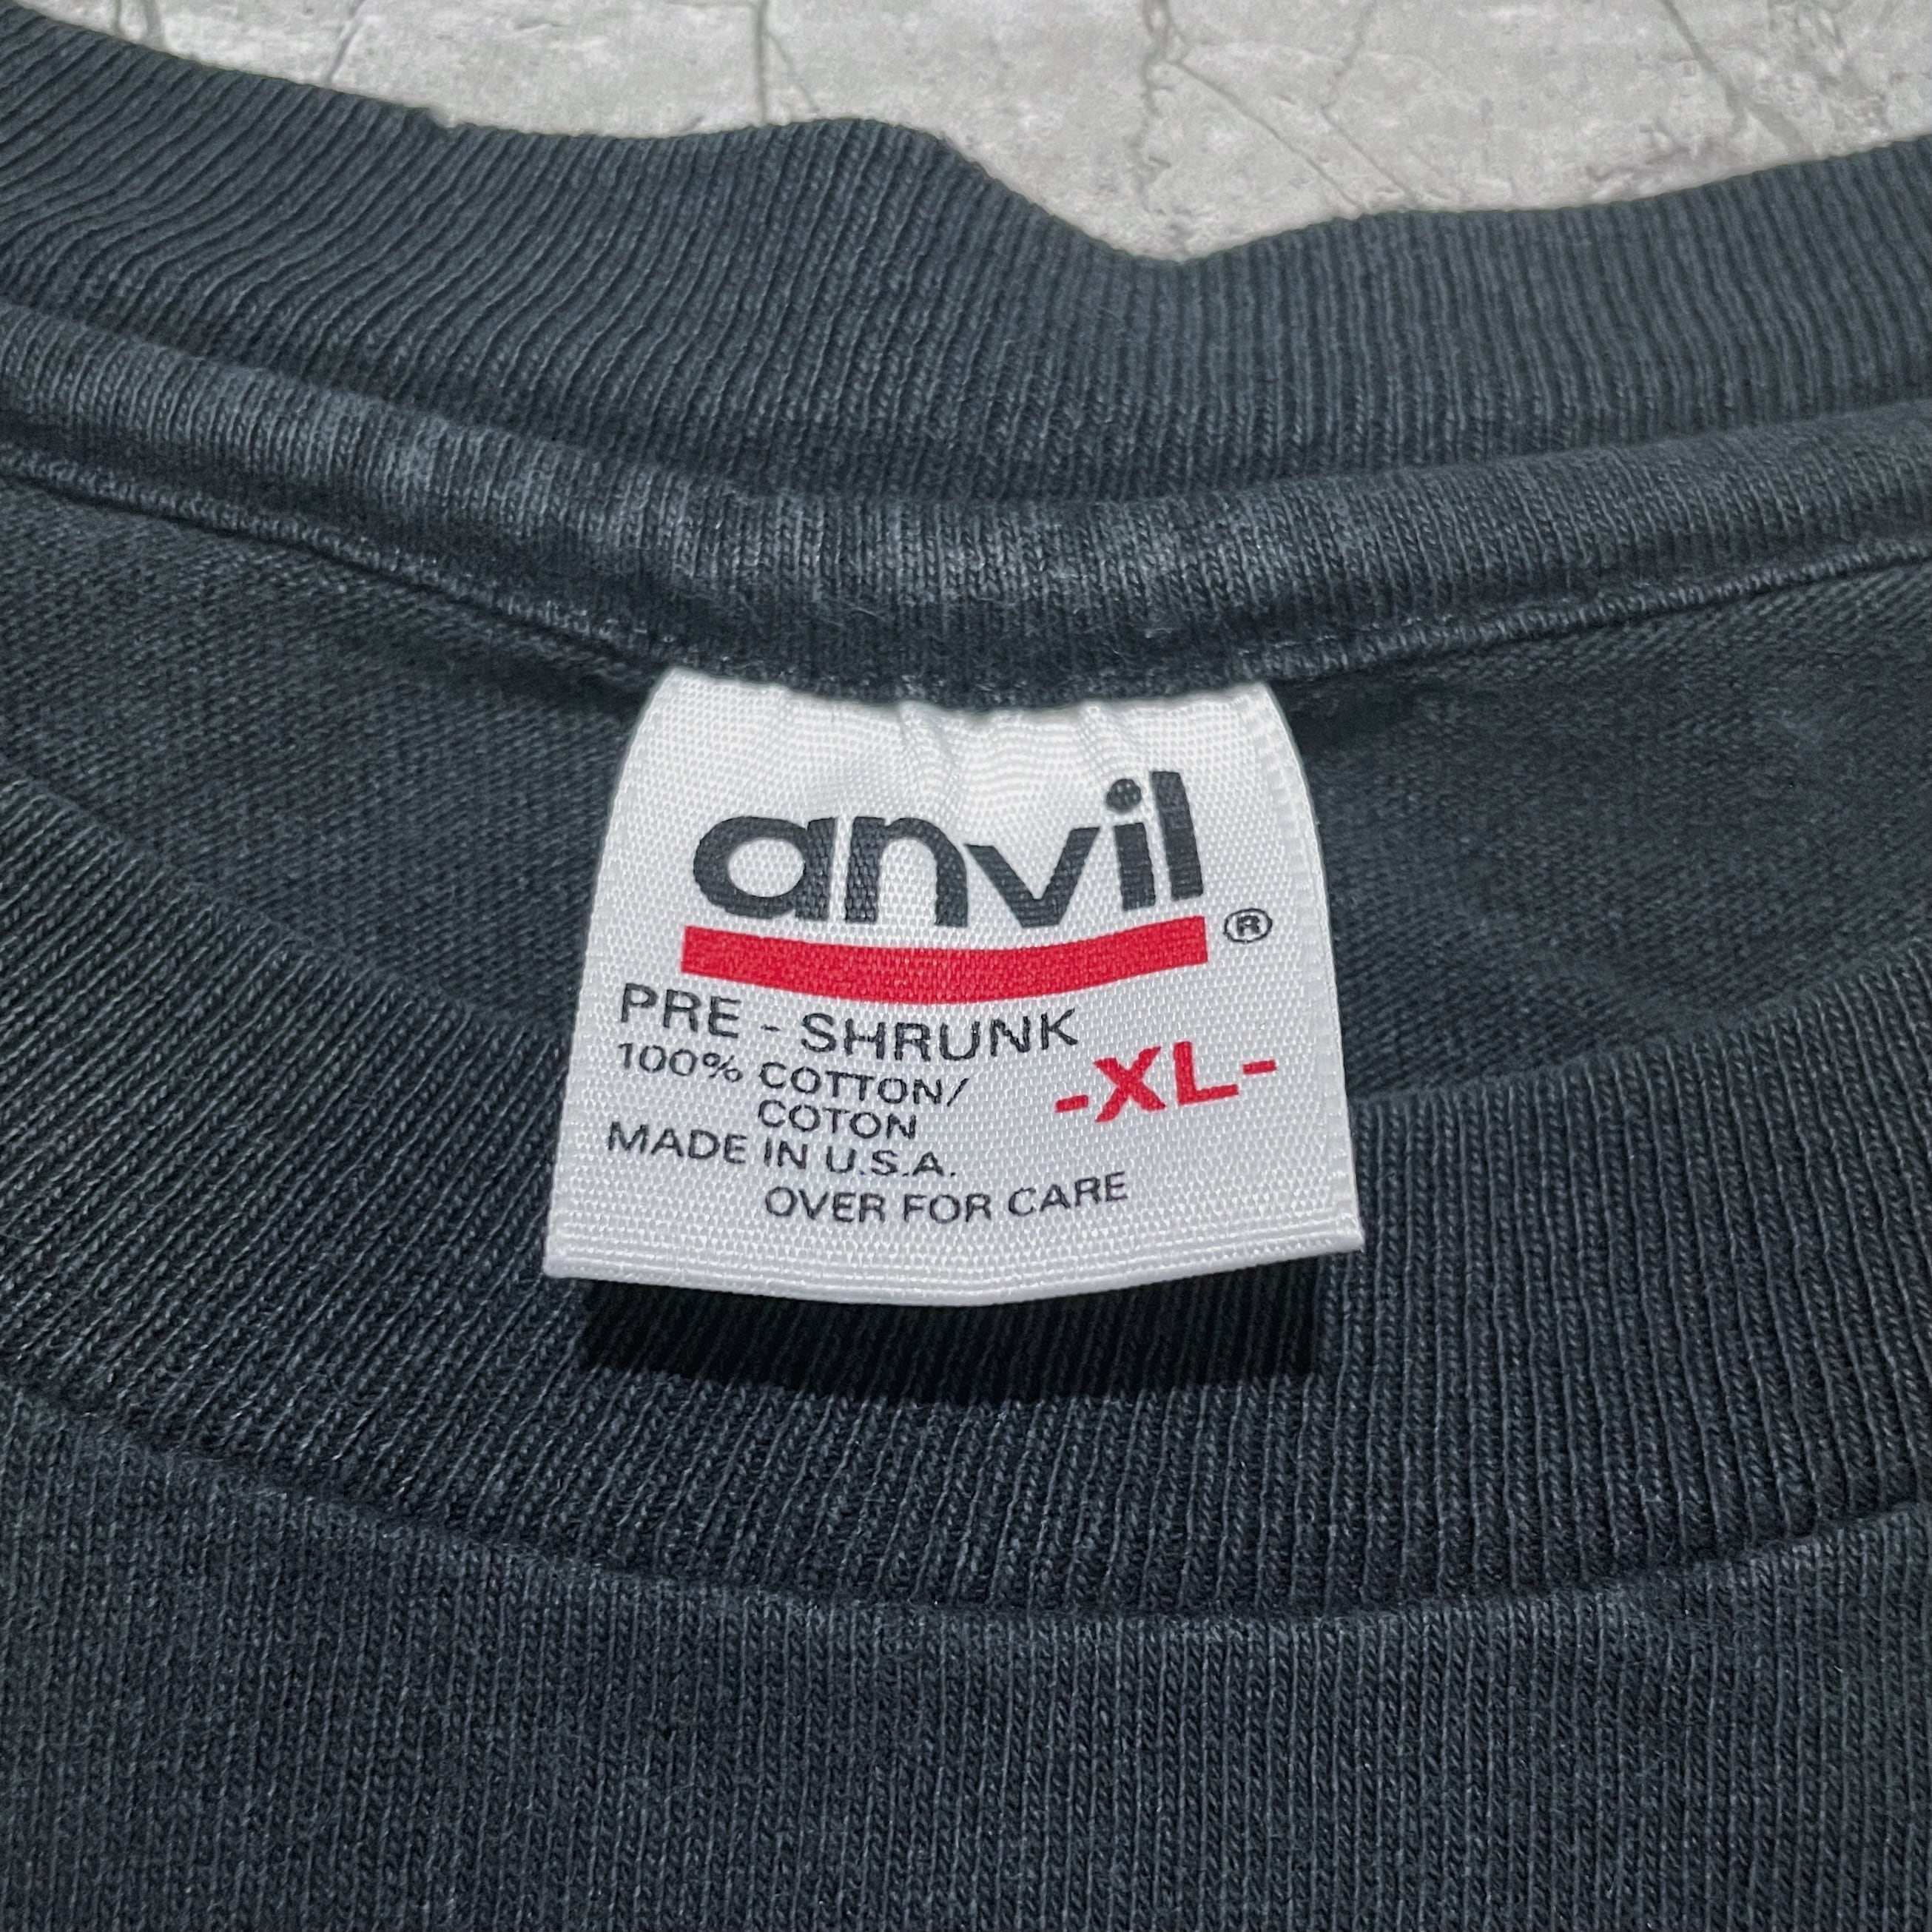 anvil®
PRE - SHRUNK
-XL-
100% COTTON/
COTON
MADE IN U.S.A.
OVER FOR CARE